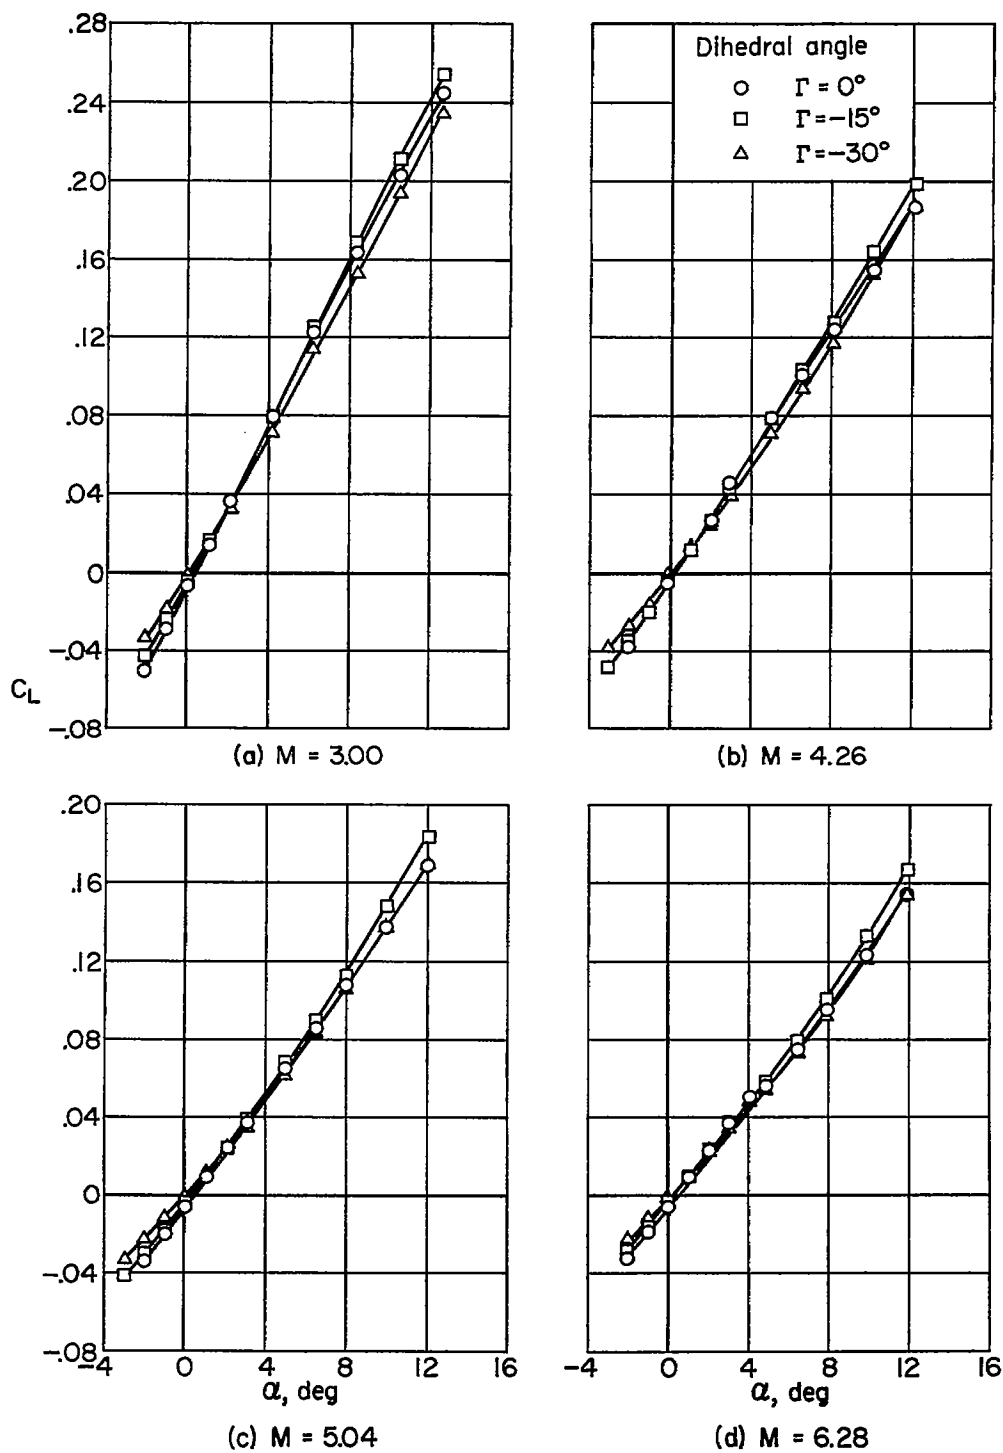 .28
.24
.20
.16
.12
.08
.04
0
-.04
-.08
C_L
Dihedral angle
Γ = 0°
Γ = -15°
Γ = -30°
(a) M = 3.00
(b) M = 4.26
.20
.16
.12
.08
.04
0
-.04
-.08
-4 0 4 8 12 16
α, deg
-4 0 4 8 12 16
α, deg
(c) M = 5.04
(d) M = 6.28